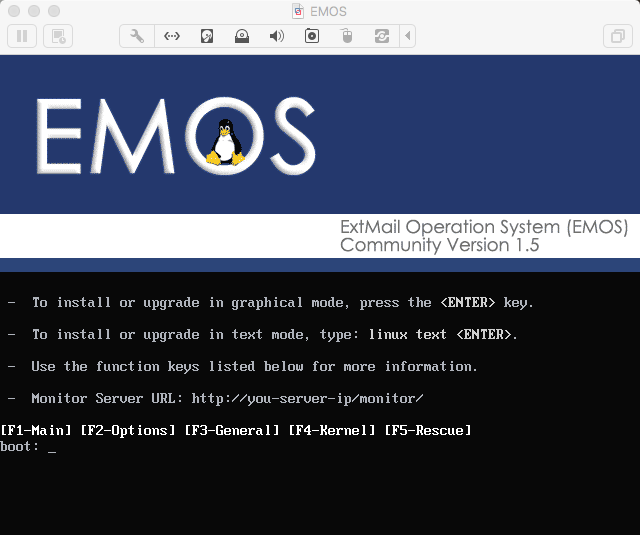 EMOS
EMOS
ExtMail Operation System (EMOS)
Community Version 1.5
-  To install or upgrade in graphical mode, press the <ENTER> key.
-  To install or upgrade in text mode, type: linux text <ENTER>.
-  Use the function keys listed below for more information.
-  Monitor Server URL: http://you-server-ip/monitor/
[F1-Main] [F2-Options] [F3-General] [F4-Kernel] [F5-Rescue]
boot: _